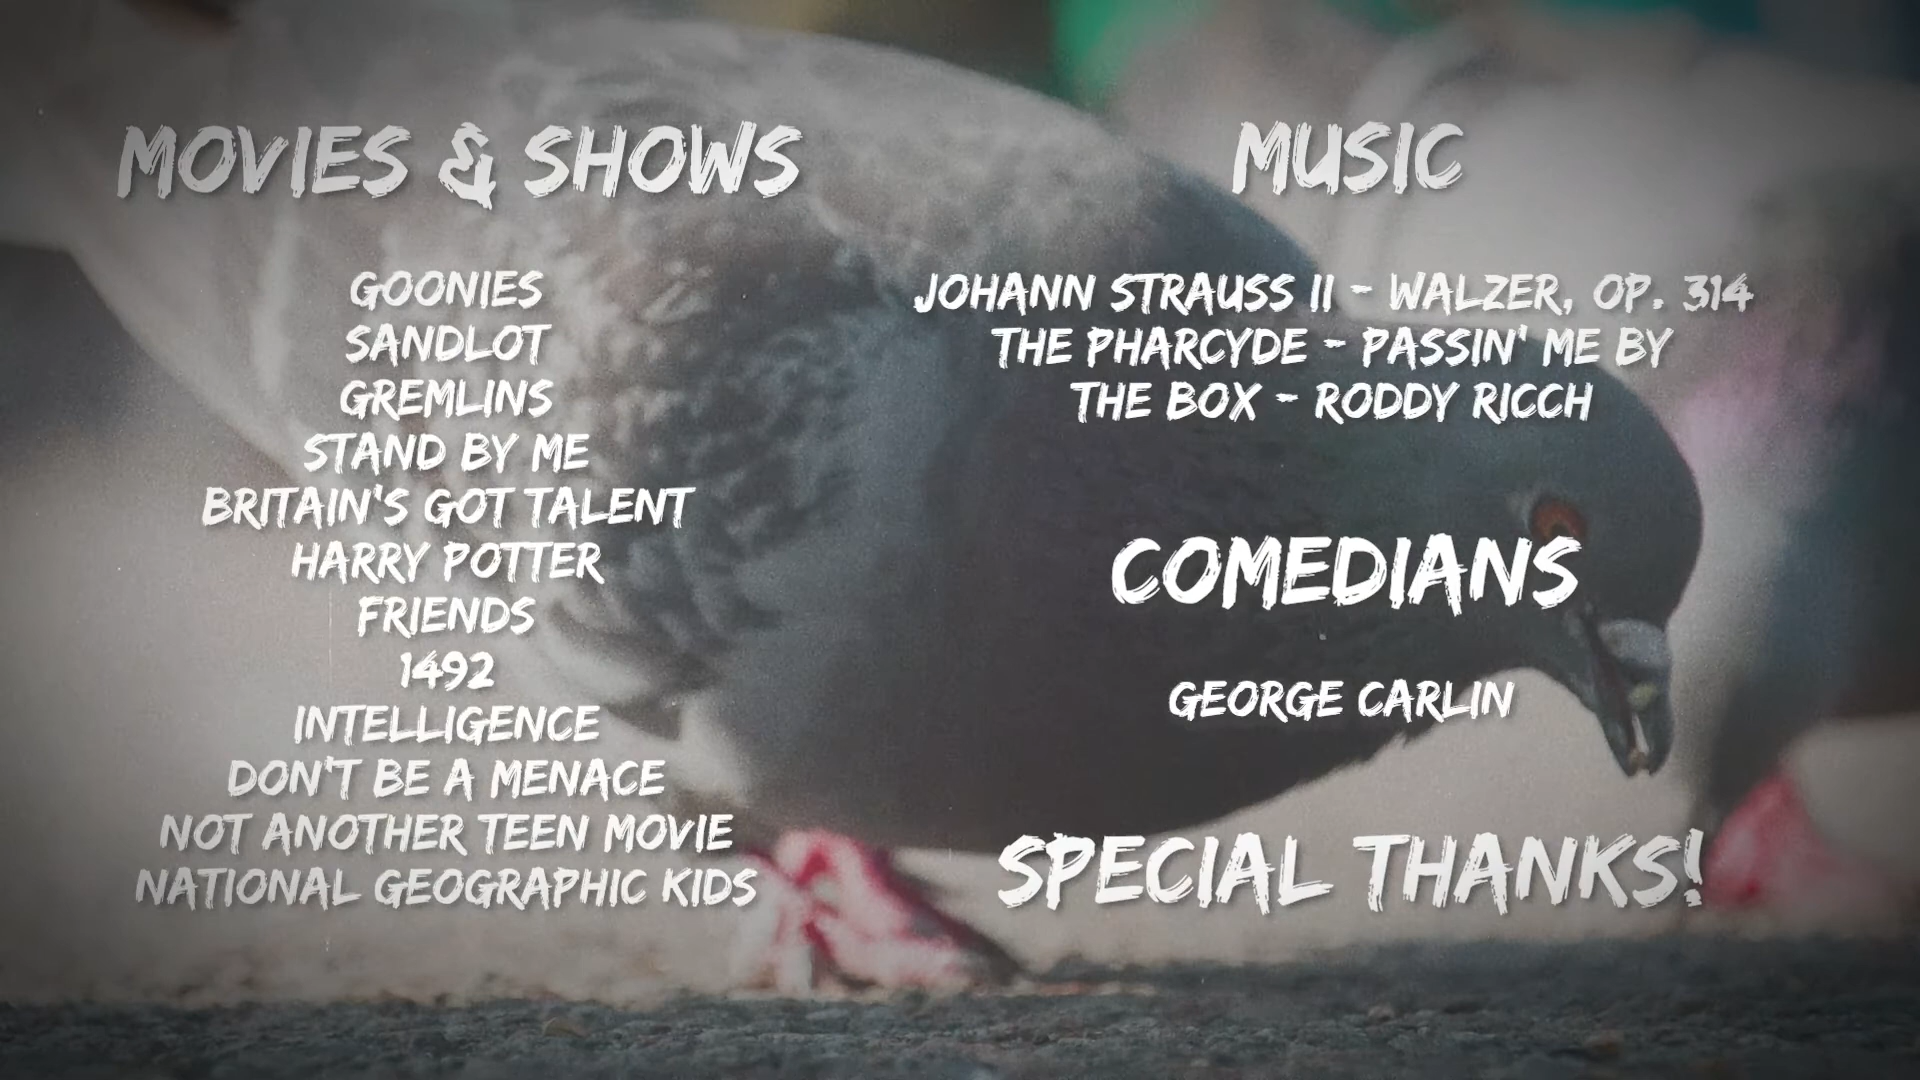 MOVIES & SHOWS
GOONIES
SANDLOT
GREMLINS
STAND BY ME
BRITAIN'S GOT TALENT
HARRY POTTER
FRIENDS
1492
INTELLIGENCE
DON'T BE A MENACE
NOT ANOTHER TEEN MOVIE
NATIONAL GEOGRAPHIC KIDS
MUSIC
JOHANN STRAUSS II - WALZER, OP. 314
THE PHARCYDE - PASSIN' ME BY
THE BOX - RODDY RICCH
COMEDIANS
GEORGE CARLIN
SPECIAL THANKS!